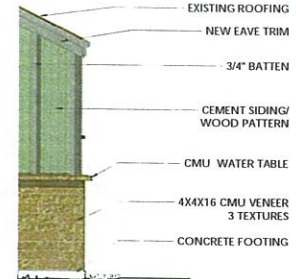 EXISTING ROOFING
NEW EAVE TRIM
3/4" BATTEN
CEMENT SIDING/
WOOD PATTERN
CMU WATER TABLE
4X4X16 CMU VENEER
3 TEXTURES
CONCRETE FOOTING